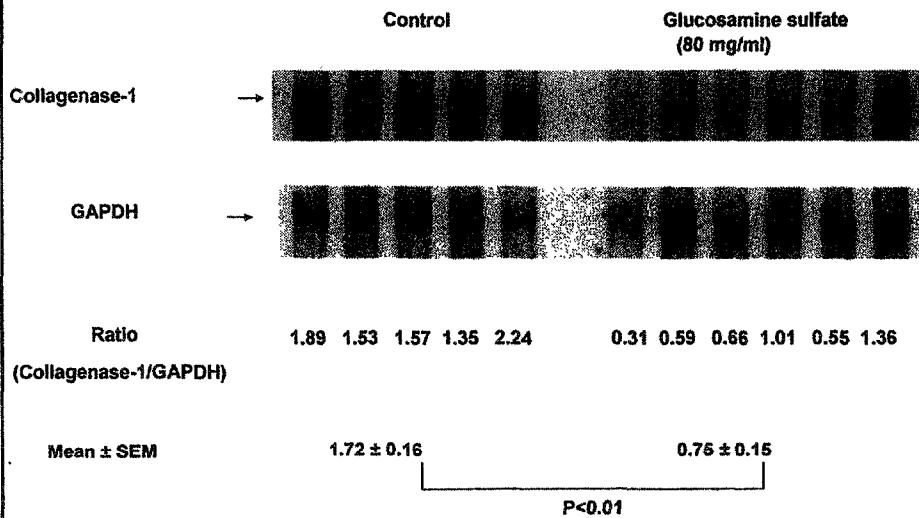 Control
Glucosamine sulfate
(80 mg/ml)
Collagenase-1
GAPDH
Ratio
(Collagenase-1/GAPDH)
1.89 1.53 1.57 1.35 2.24 0.31 0.59 0.66 1.01 0.55 1.36
Mean ± SEM 1.72 ± 0.16 0.75 ± 0.15
P<0.01